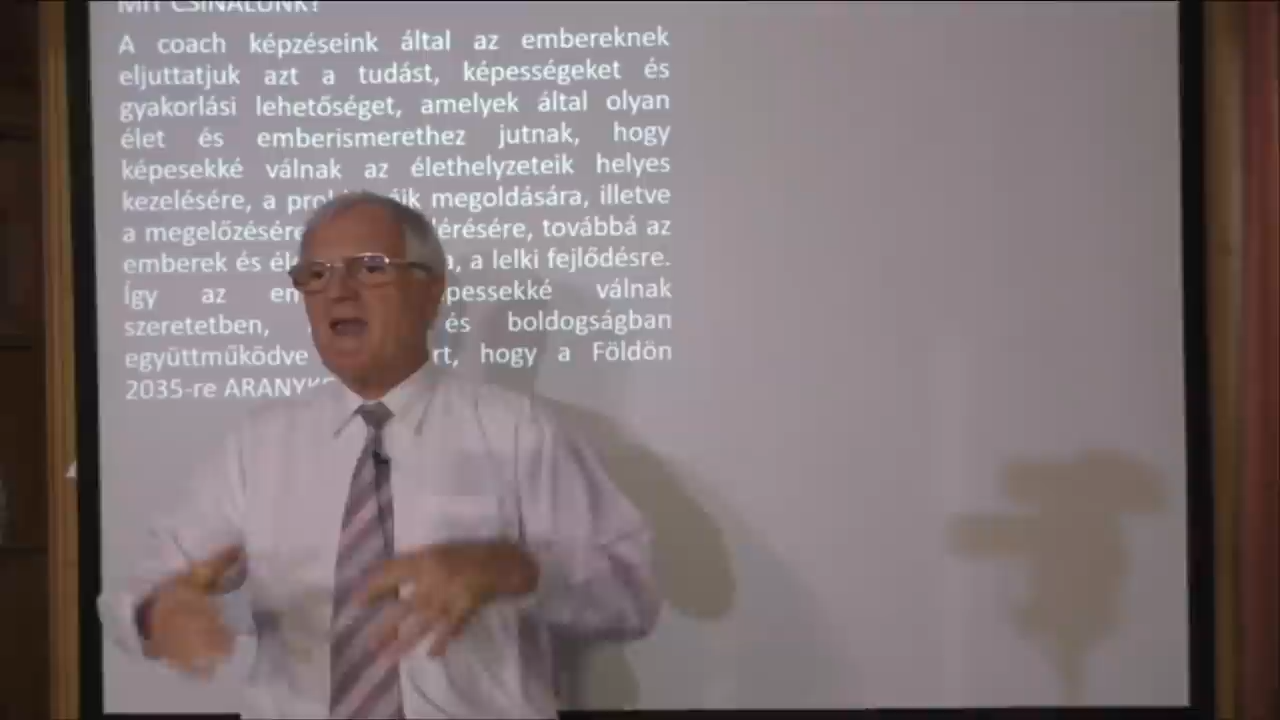 MIT CSINÁLUNK?
A coach képzéseink által az embereknek
eljuttatjuk azt a tudást, képességeket és
gyakorlási lehetőséget, amelyek által olyan
élet és emberismerethez jutnak, hogy
képesekké válnak az élethelyzeteik helyes
kezelésére, a megoldására, illetve
a továbbá az
emberek és a lelki fejlődésre.
Így az válnak
szeretetben, és boldogságban
együttműködve hogy a Földön
2035-re